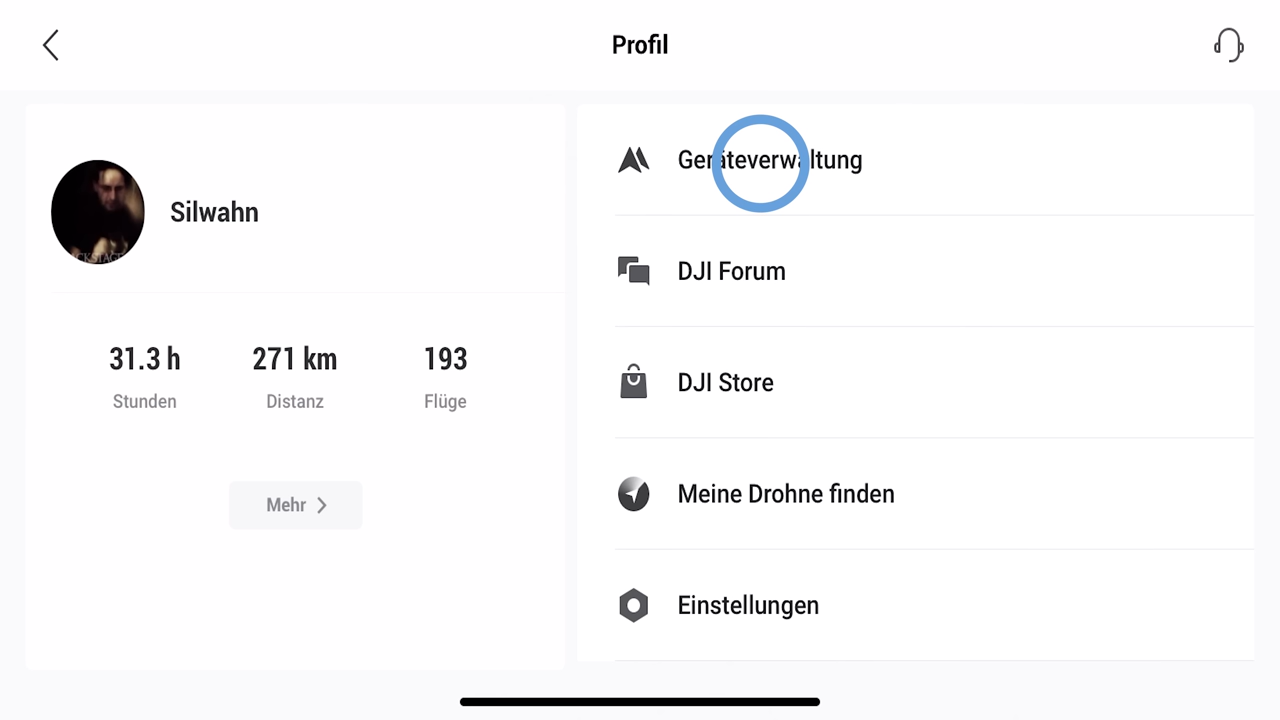 Profil
Silwahn
31.3 h
271 km
193
Stunden
Distanz
Flüge
Mehr
Geräteverwaltung
DJI Forum
DJI Store
Meine Drohne finden
Einstellungen